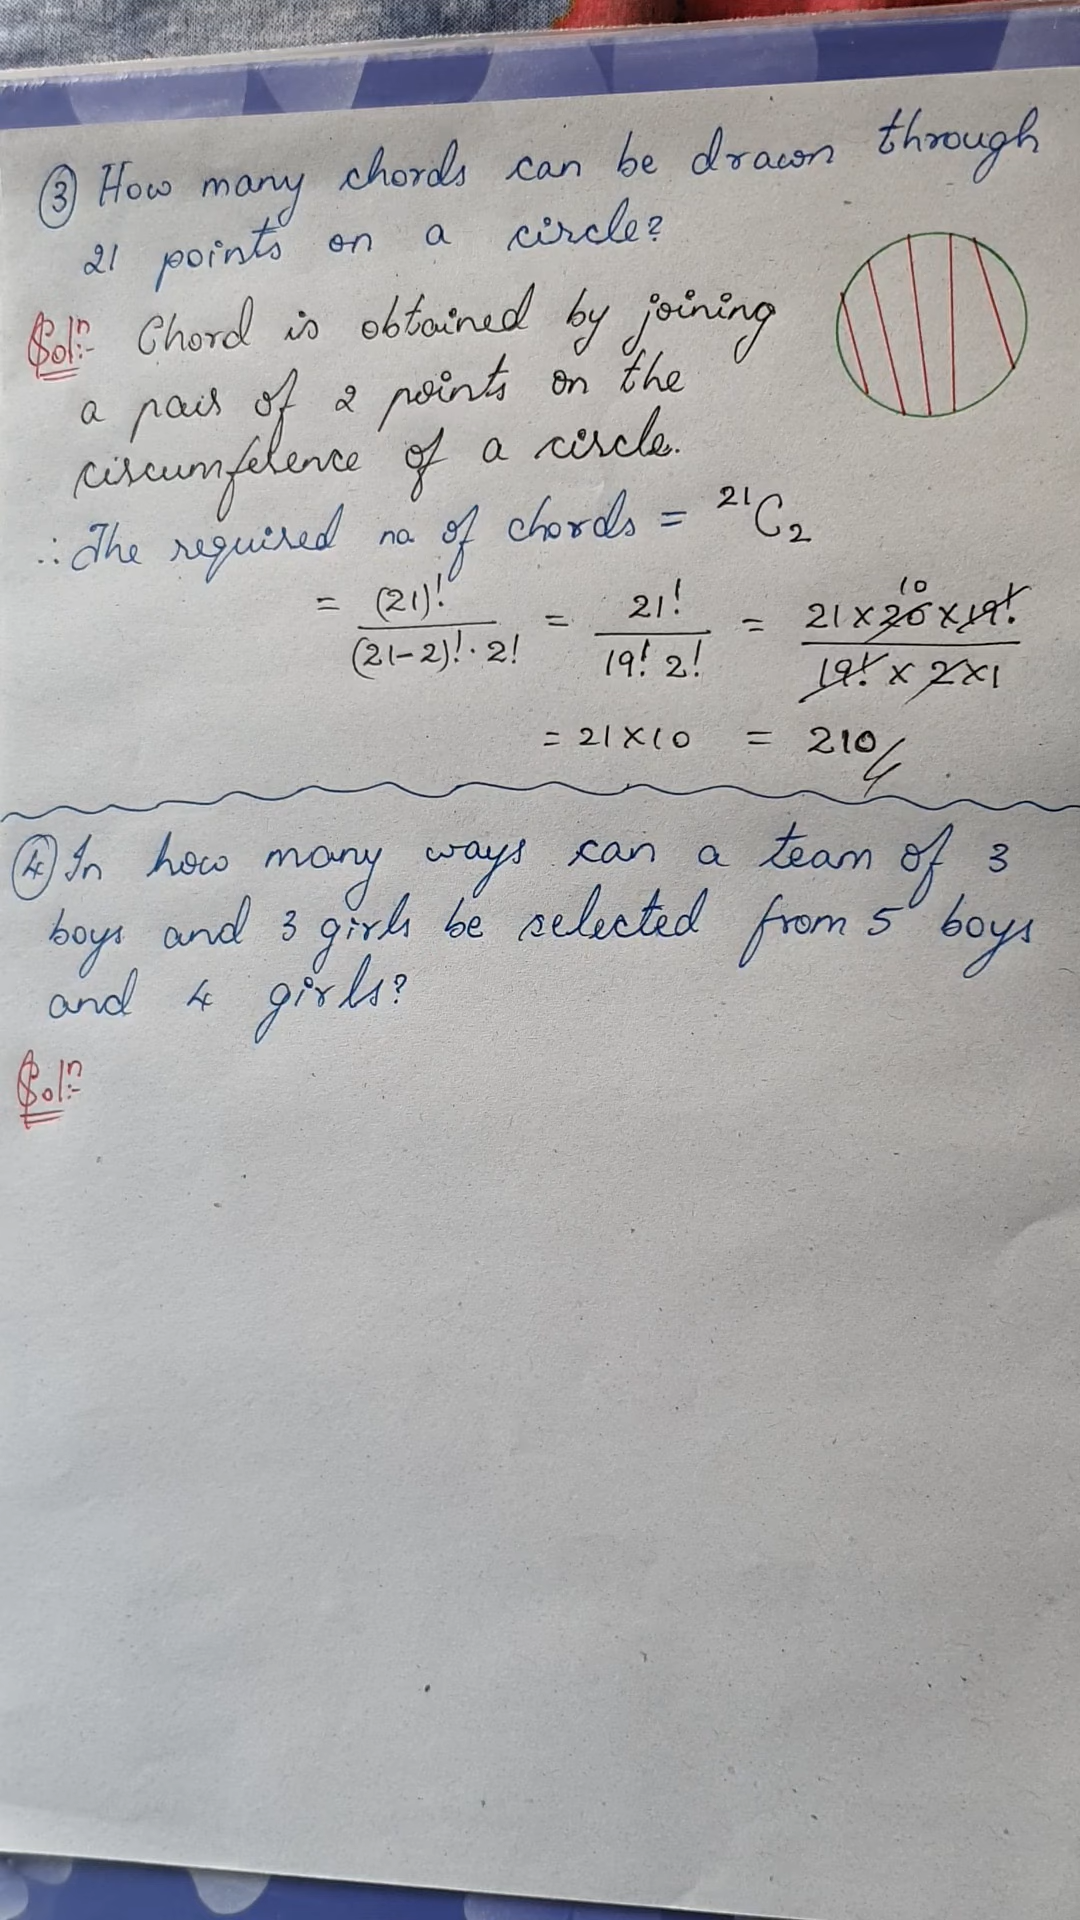 ③ How many chords can be drawn through
21 points on a circle?
Solⁿ:- Chord is obtained by joining
a pair of 2 points on the
circumference of a circle.
∴ The required no. of chords = ²¹C₂
= (21)! / (21-2)! · 2! = 21! / 19! 2! = 21 x 20 x 19! / 19! x 2 x 1
10
= 21 x 10 = 210
④ In how many ways can a team of 3
boys and 3 girls be selected from 5 boys
and 4 girls?
Solⁿ:-